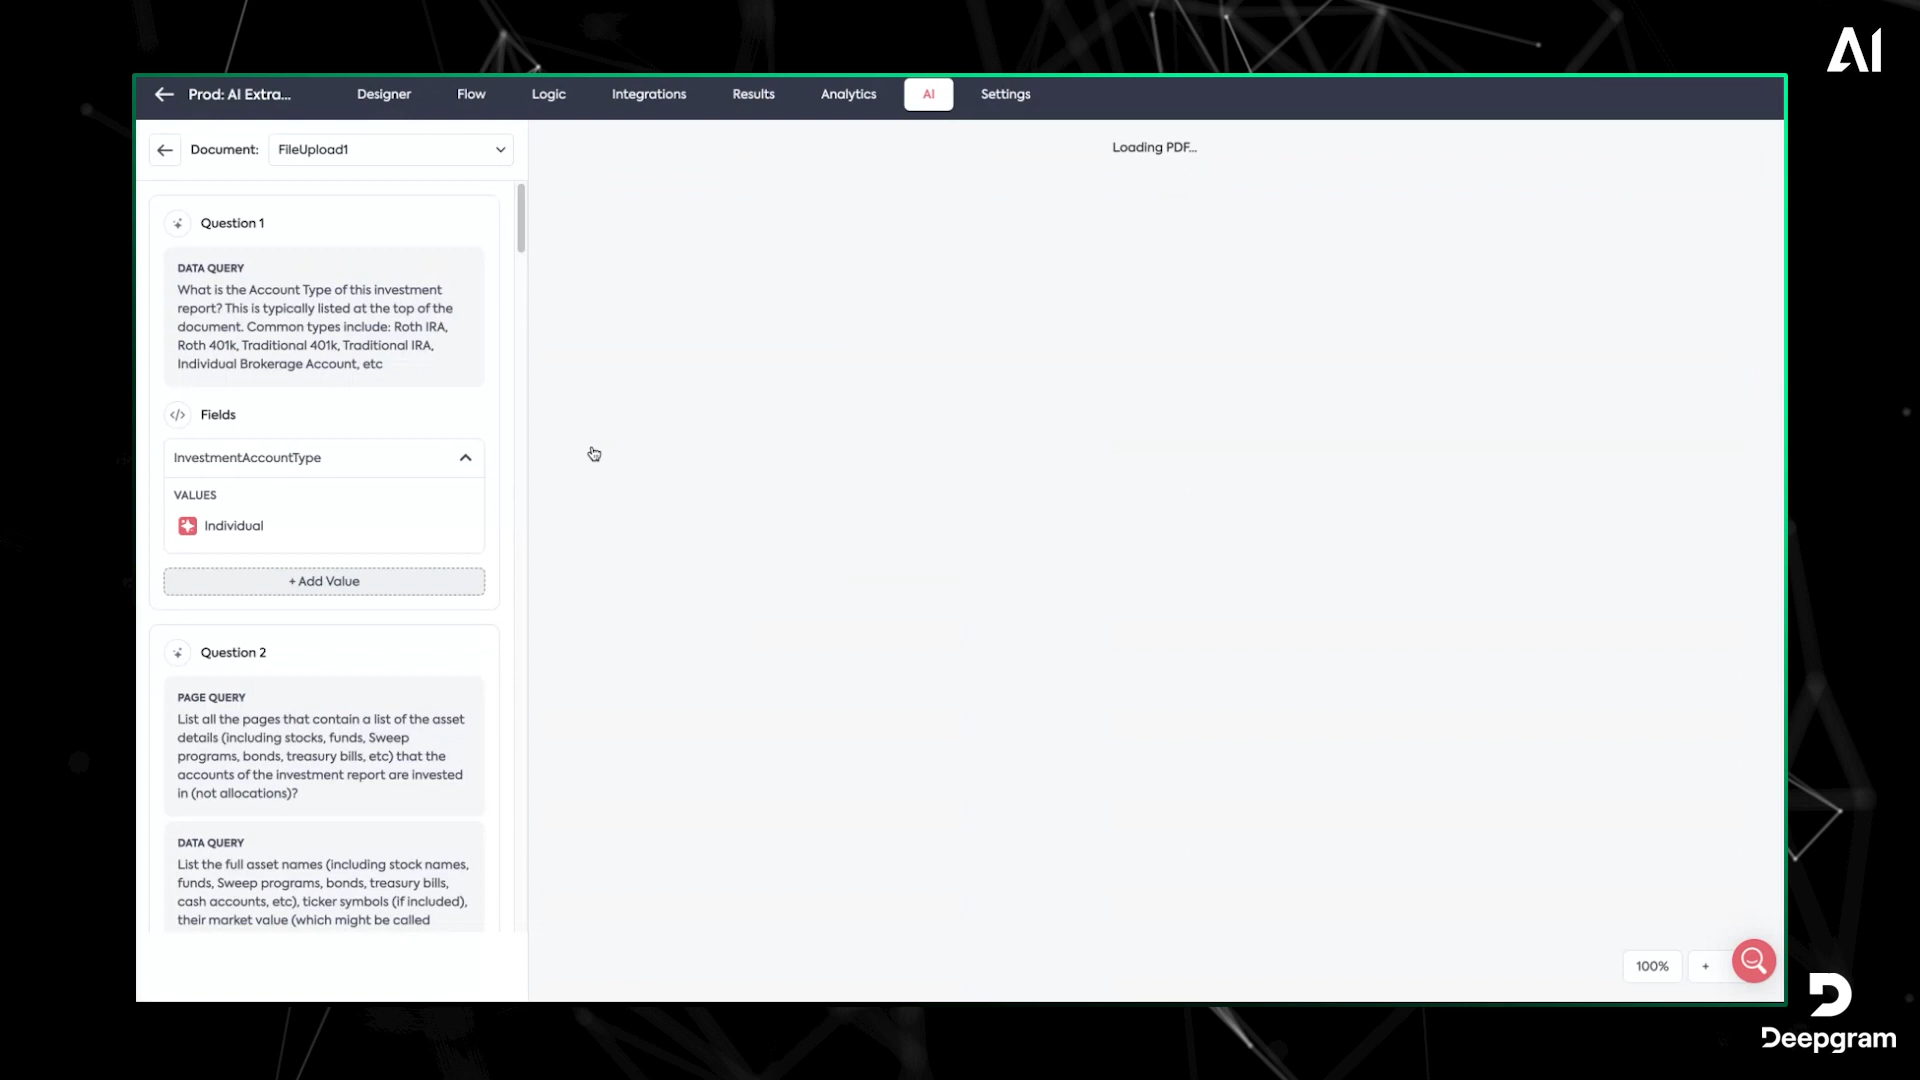 AI
Prod: AI Extra...
Designer
Flow
Logic
Integrations
Results
Analytics
AI
Settings
Document:
FileUpload1
Loading PDF...
Question 1
DATA QUERY
What is the Account Type of this investment
report? This is typically listed at the top of the
document. Common types include: Roth IRA,
Roth 401k, Traditional 401k, Traditional IRA,
Individual Brokerage Account, etc
Fields
InvestmentAccountType
VALUES
Individual
+ Add Value
Question 2
PAGE QUERY
List all the pages that contain a list of the asset
details (including stocks, funds, Sweep
programs, bonds, treasury bills, etc) that the
accounts of the investment report are invested
in (not allocations)?
DATA QUERY
List the full asset names (including stock names,
funds, Sweep programs, bonds, treasury bills,
cash accounts, etc), ticker symbols (if included),
their market value (which might be called
100%
+
Deepgram